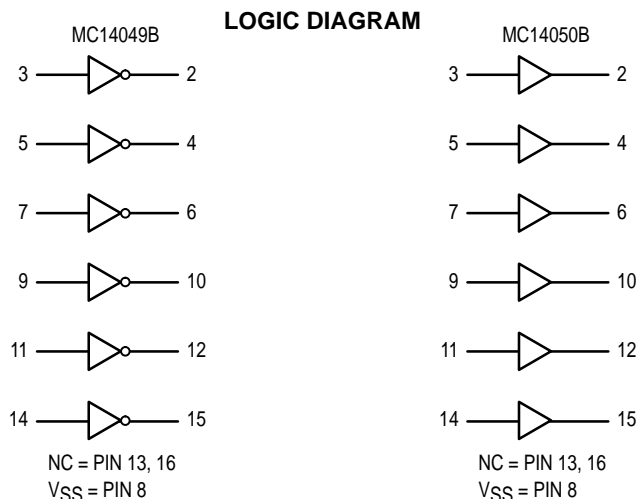 LOGIC DIAGRAM
MC14049B
3 2
5 4
7 6
9 10
11 12
14 15
NC = PIN 13, 16
VSS = PIN 8
MC14050B
3 2
5 4
7 6
9 10
11 12
14 15
NC = PIN 13, 16
VSS = PIN 8